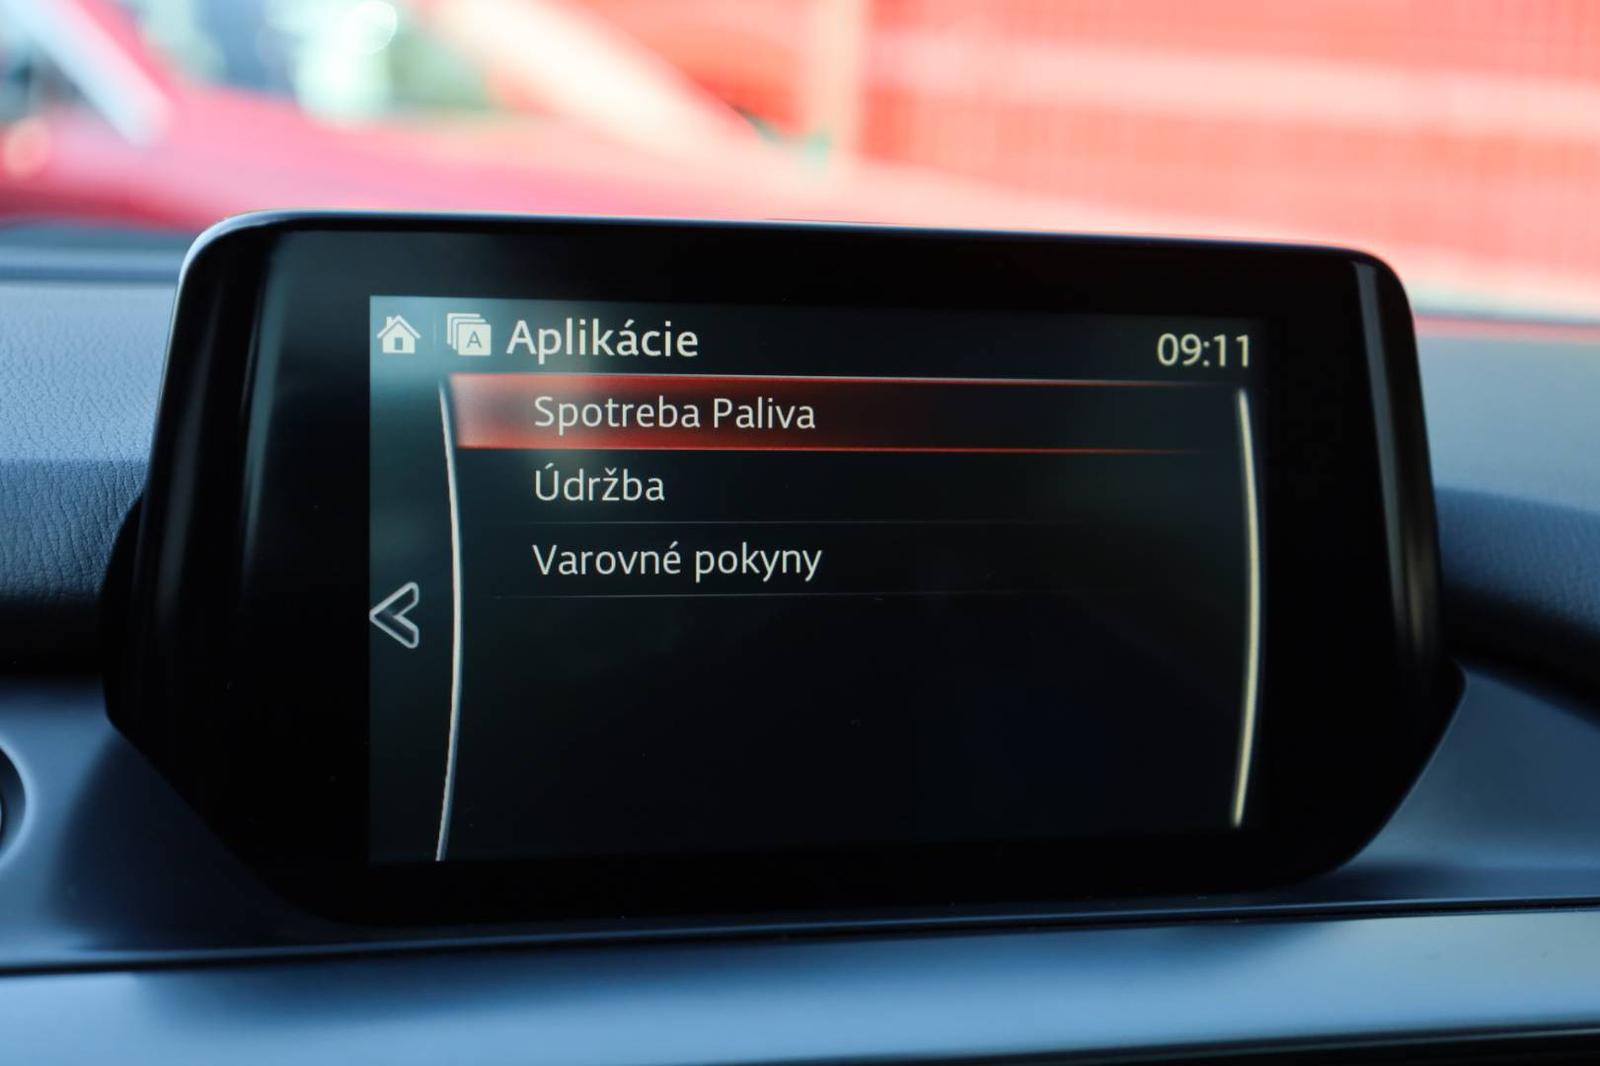 A Aplikácie 09:11
Spotreba Paliva
Údržba
Varovné pokyny